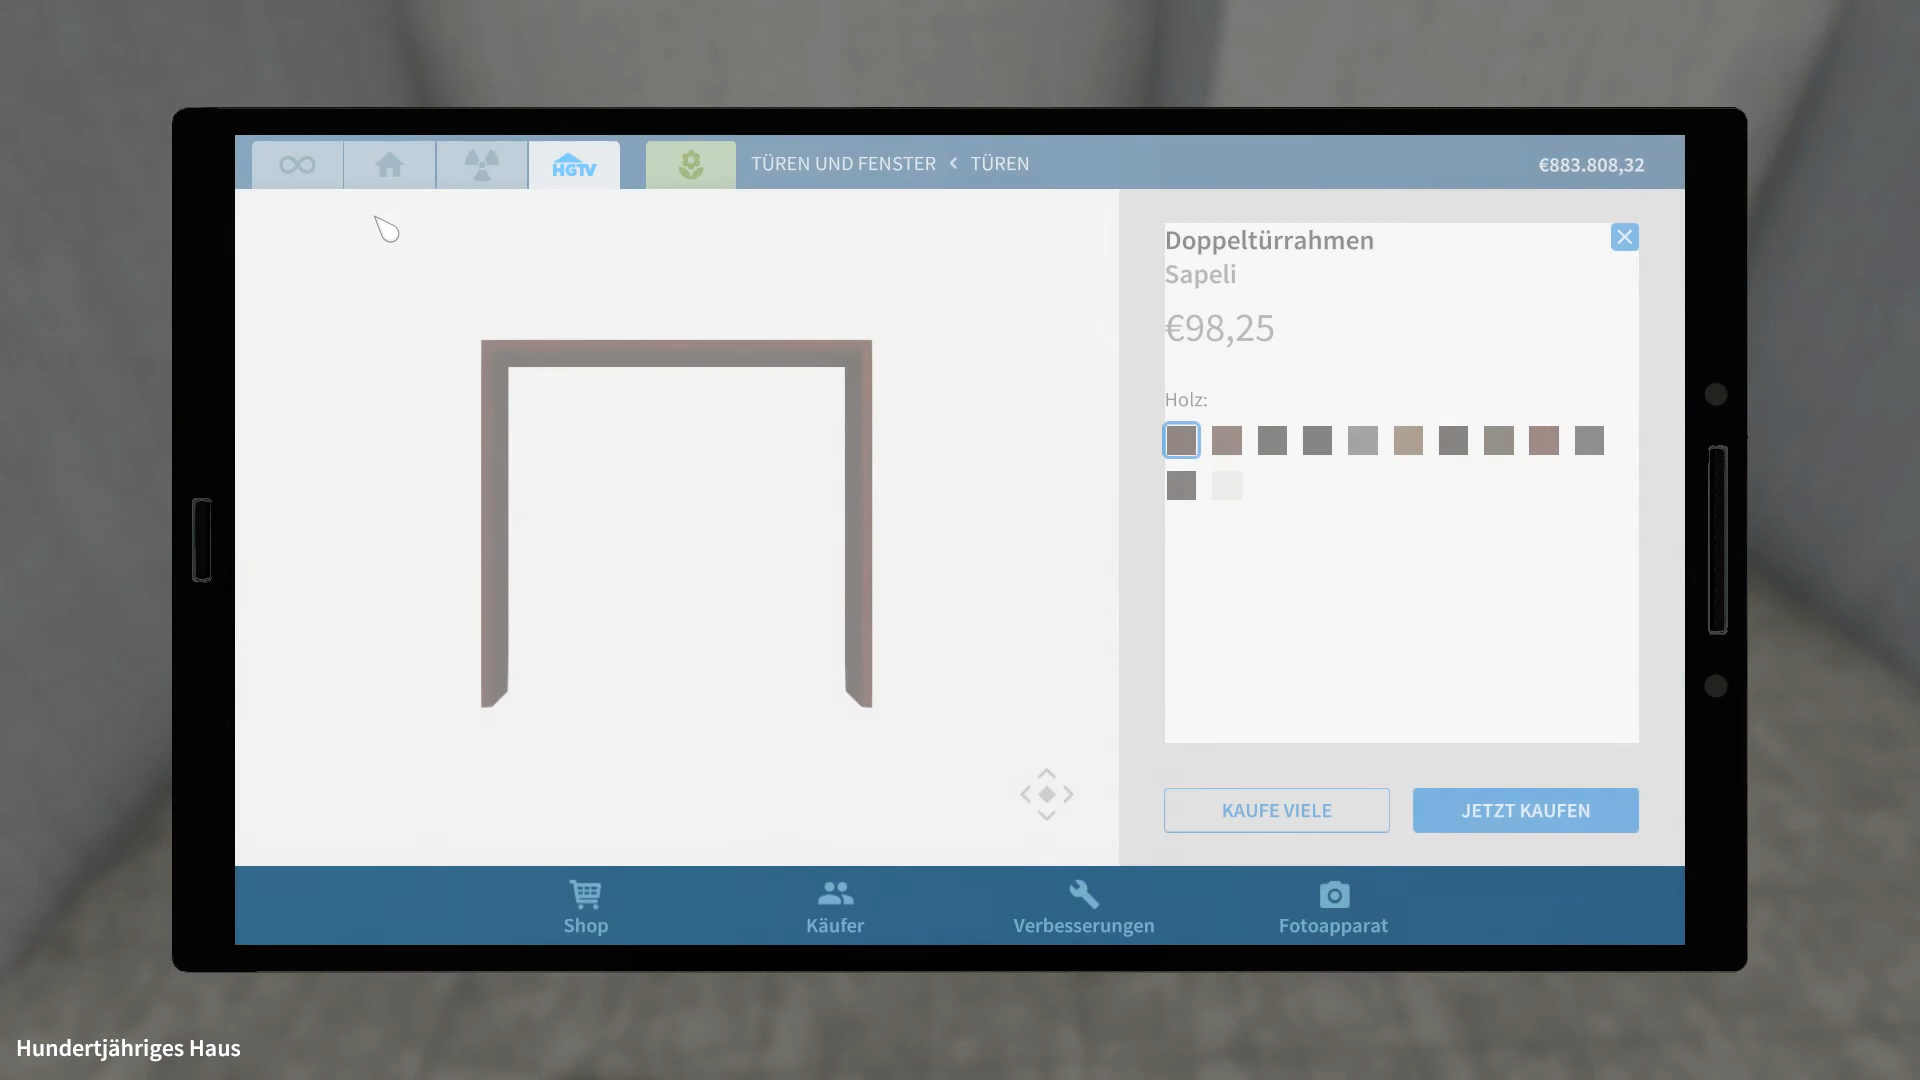 HGTV
TÜREN UND FENSTER < TÜREN
€883.808,32
Doppeltürrahmen
Sapeli
€98,25
Holz:
KAUFE VIELE
JETZT KAUFEN
Shop
Käufer
Verbesserungen
Fotoapparat
Hundertjähriges Haus